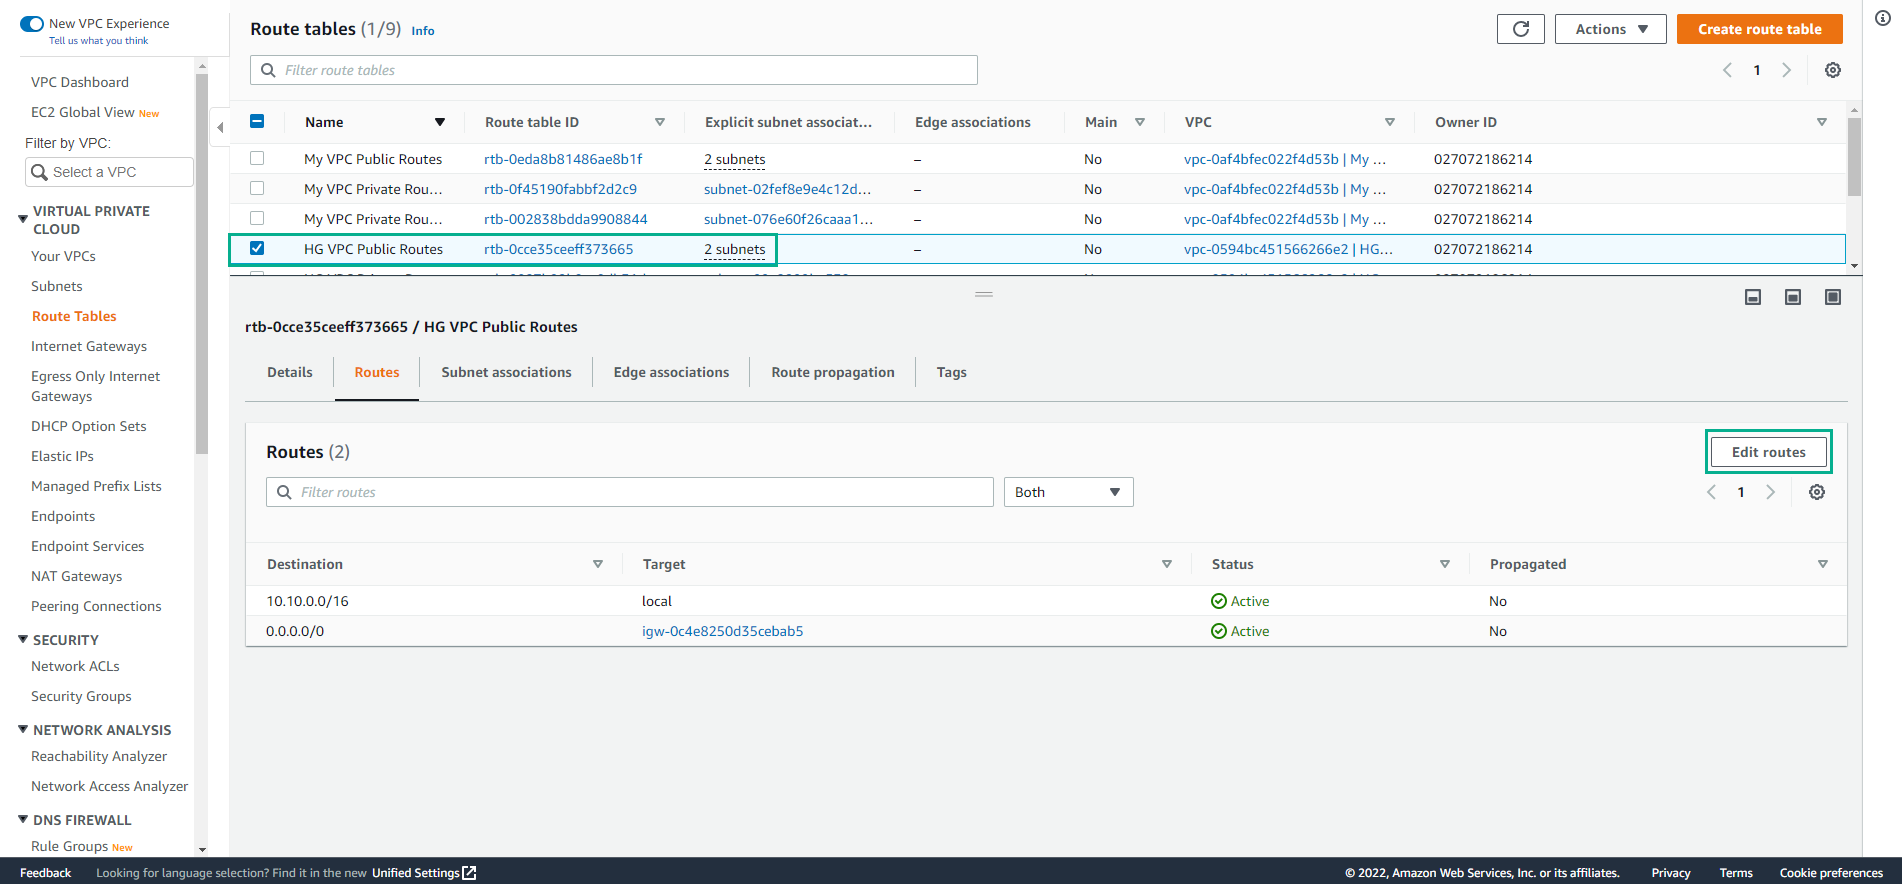 New VPC Experience
Tell us what you think
VPC Dashboard
EC2 Global View New
Filter by VPC:
Select a VPC
VIRTUAL PRIVATE
CLOUD
Your VPCs
Subnets
Route Tables
Internet Gateways
Egress Only Internet
Gateways
DHCP Option Sets
Elastic IPs
Managed Prefix Lists
Endpoints
Endpoint Services
NAT Gateways
Peering Connections
SECURITY
Network ACLs
Security Groups
NETWORK ANALYSIS
Reachability Analyzer
Network Access Analyzer
DNS FIREWALL
Rule Groups New
Route tables (1/9) Info
Actions
Create route table
Filter route tables
1
Name Route table ID Explicit subnet associat... Edge associations Main VPC Owner ID
My VPC Public Routes rtb-0eda8b81486ae8b1f 2 subnets – No vpc-0af4bfec022f4d53b | My ... 027072186214
My VPC Private Rou... rtb-0f45190fabbf2d2c9 subnet-02fef8e9e4c12d... – No vpc-0af4bfec022f4d53b | My ... 027072186214
My VPC Private Rou... rtb-002838bdda9908844 subnet-076e60f26caaa1... – No vpc-0af4bfec022f4d53b | My ... 027072186214
HG VPC Public Routes rtb-0cce35ceeff373665 2 subnets – No vpc-0594bc451566266e2 | HG... 027072186214
rtb-0cce35ceeff373665 / HG VPC Public Routes
Details Routes Subnet associations Edge associations Route propagation Tags
Routes (2)
Edit routes
Filter routes
Both
1
Destination Target Status Propagated
10.10.0.0/16 local Active No
0.0.0.0/0 igw-0c4e8250d35cebab5 Active No
Feedback Looking for language selection? Find it in the new Unified Settings © 2022, Amazon Web Services, Inc. or its affiliates. Privacy Terms Cookie preferences